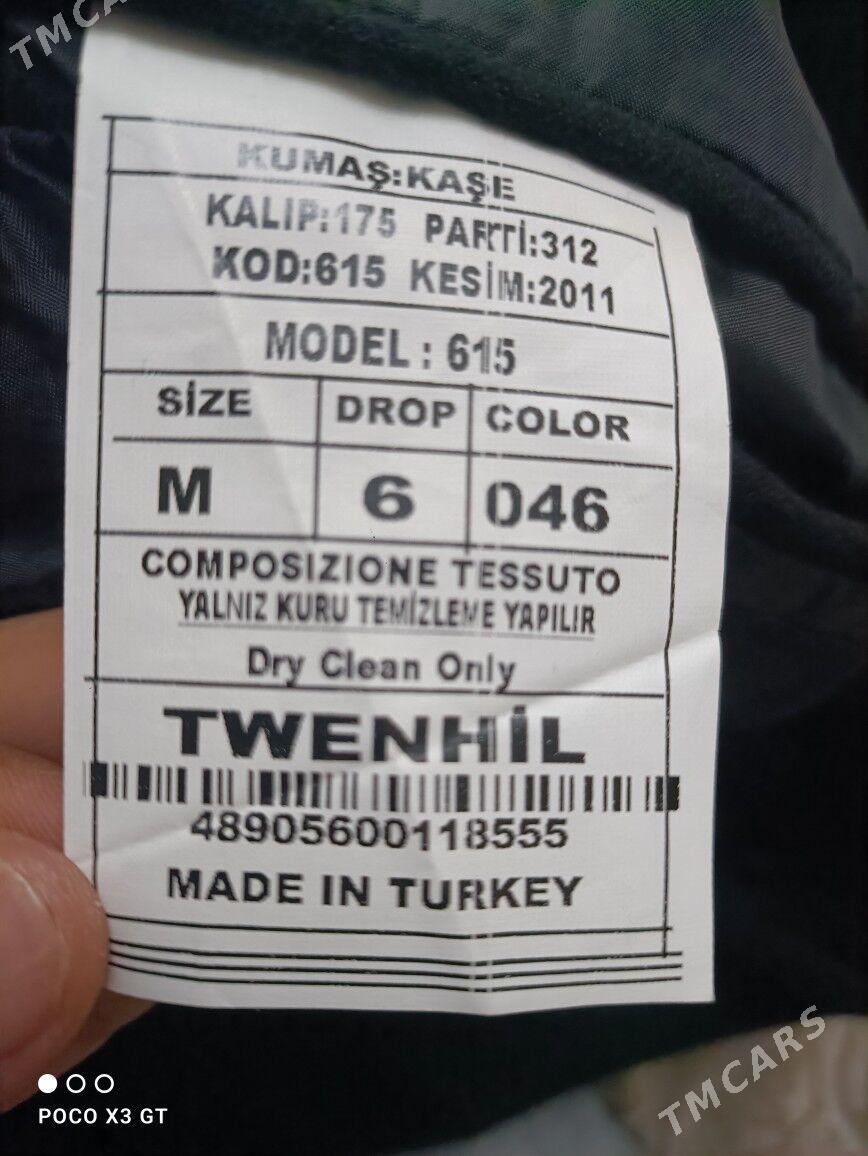 TMCARS
KUMAŞ:KAŞE
KALIP:175 PARTİ:312
KOD:615 KESİM:2011
MODEL : 615
SİZE DROP COLOR
M 6 046
COMPOSIZIONE TESSUTO
YALNIZ KURU TEMİZLEME YAPILIR
Dry Clean Only
TWENHİL
48905600118555
MADE IN TURKEY
TMCARS
POCO X3 GT